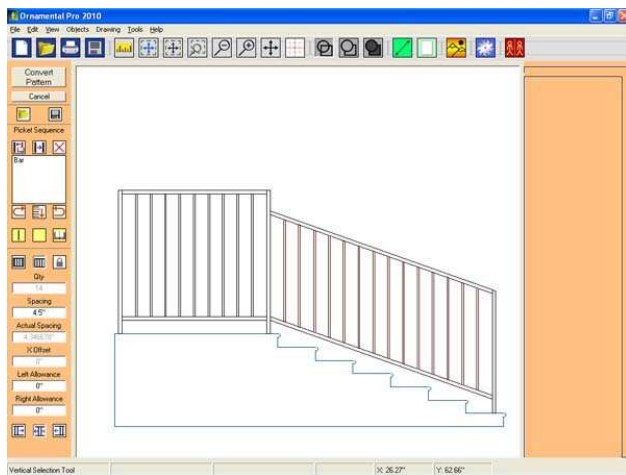 Ornamental Pro 2010
File Edit View Objects Drawing Tools Help
Convert
Pattern
Cancel
Picket Sequence
Bar
Qty
14
Spacing
4.5"
Actual Spacing
X Offset
0"
Left Allowance
0"
Right Allowance
0"
Vertical Selection Tool
X: 26.27"
Y: 62.66"